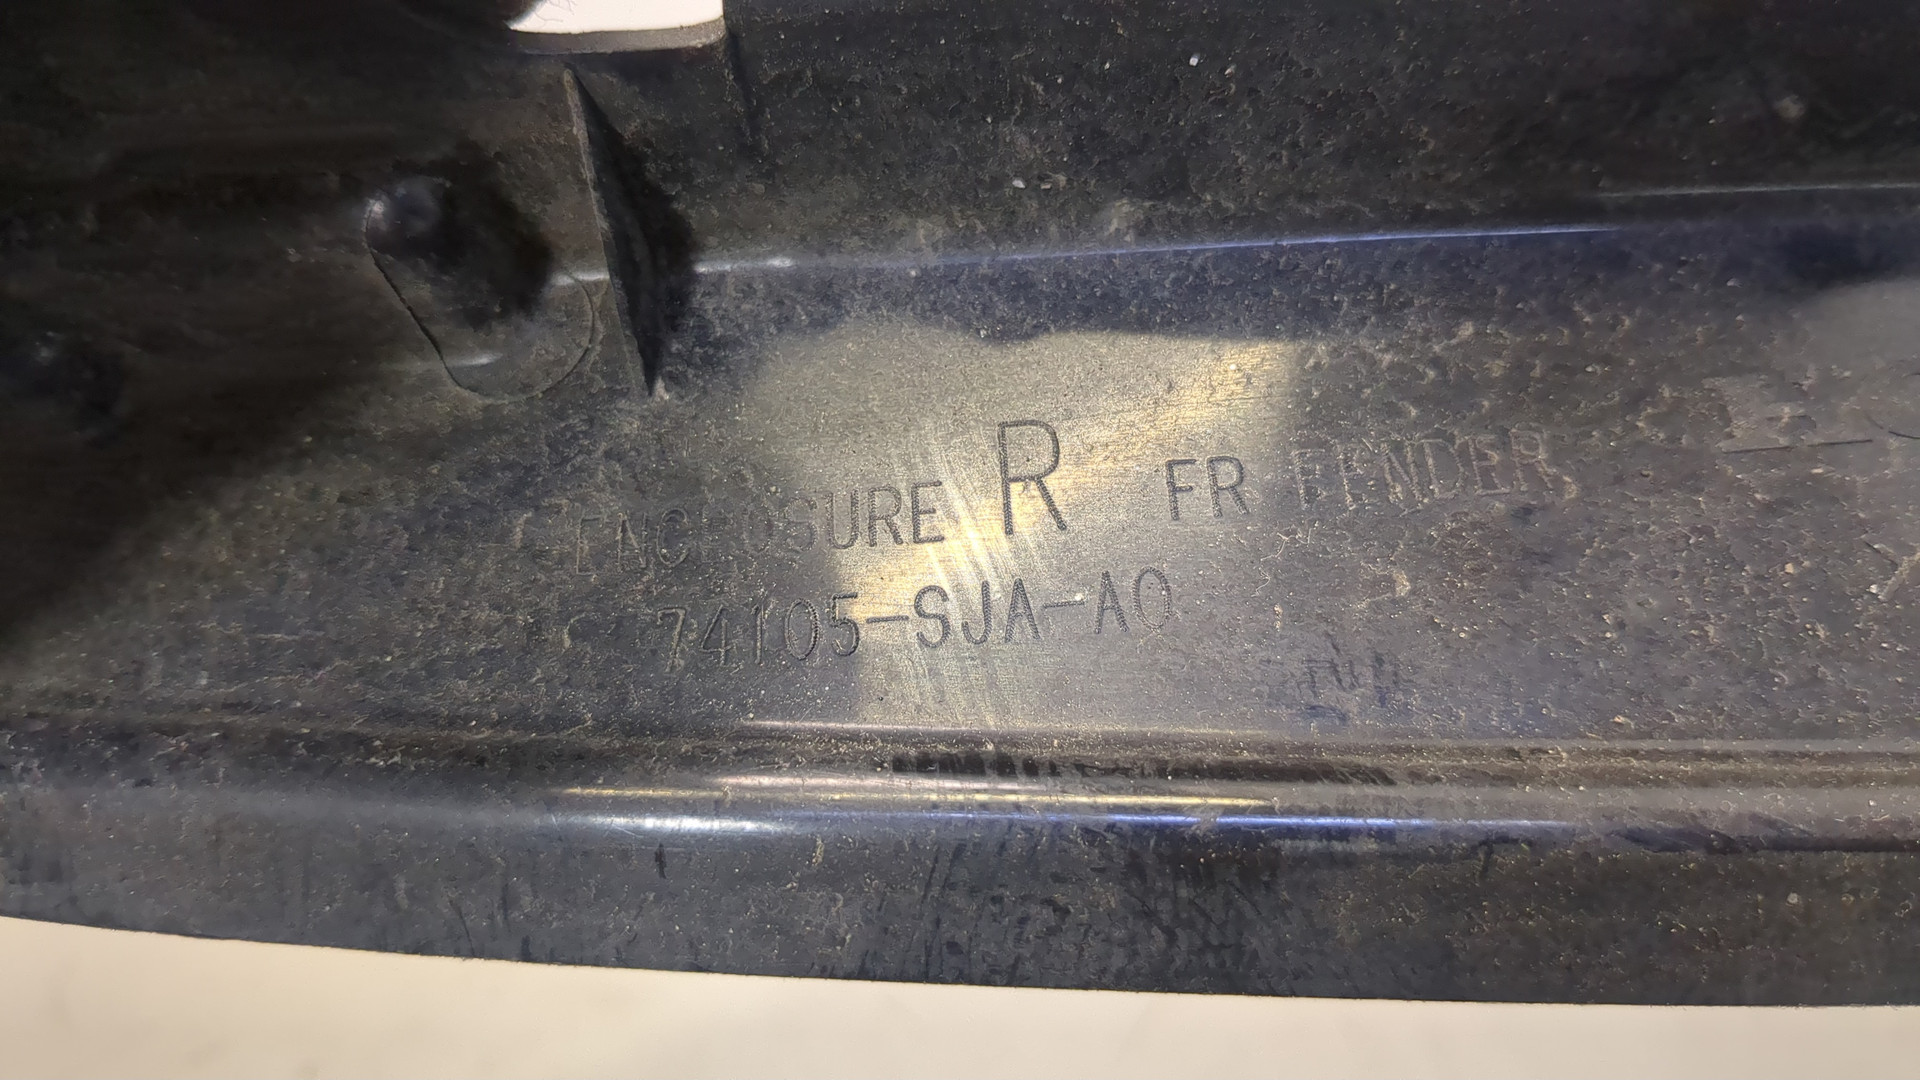 ENCLOSURE R FR FENDER
74105-SJA-A0